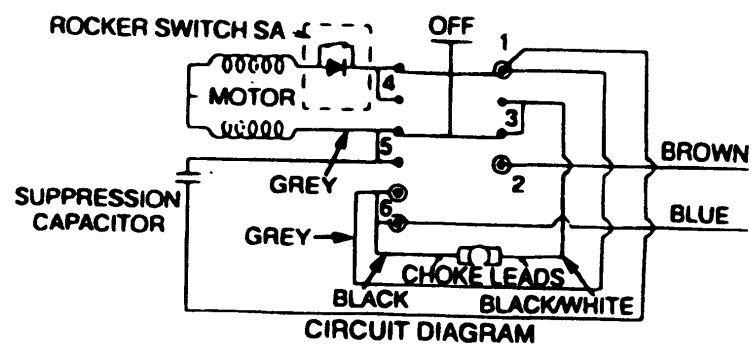 ROCKER SWITCH SA
OFF
1
4
MOTOR
3
5
BROWN
GREY
2
SUPPRESSION
CAPACITOR
6
BLUE
GREY
CHOKE LEADS
BLACK
BLACK/WHITE
CIRCUIT DIAGRAM